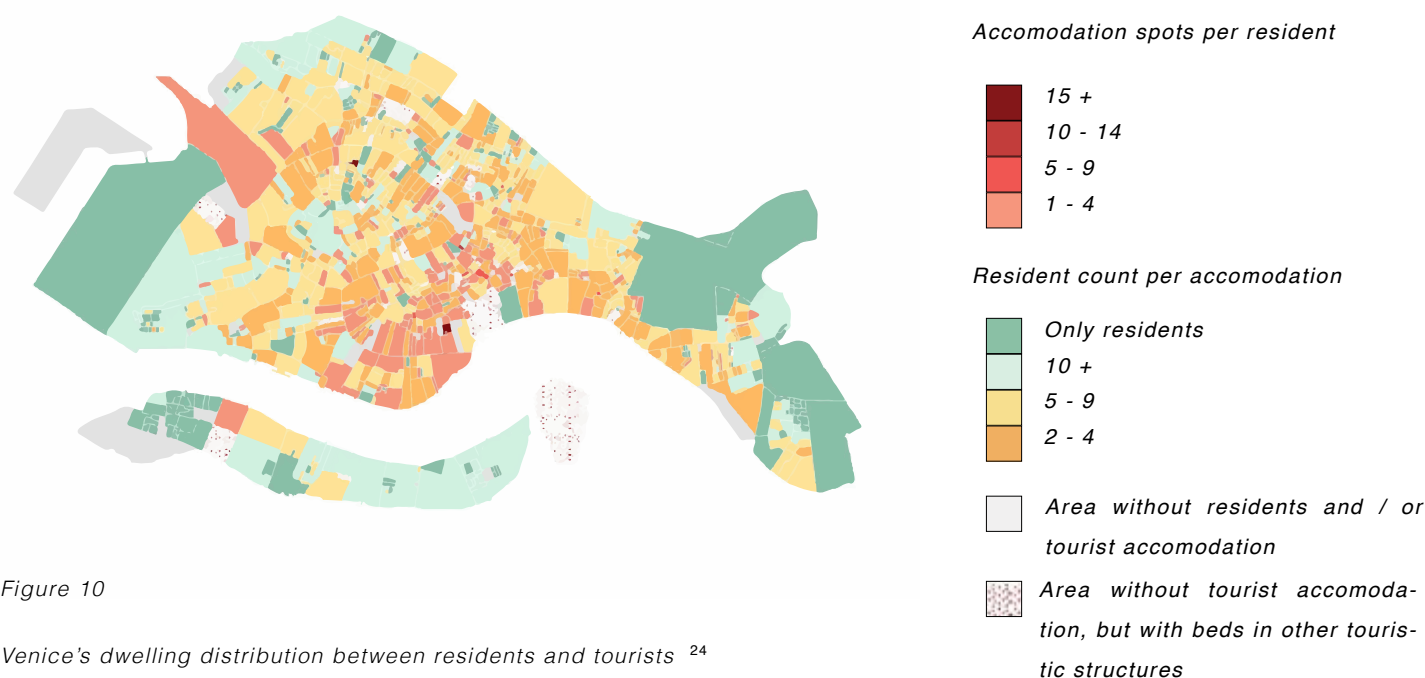 Accomodation spots per resident
15 +
10 - 14
5 - 9
1 - 4
Resident count per accomodation
Only residents
10 +
5 - 9
2 - 4
Area without residents and / or
tourist accomodation
Area without tourist accomoda-
tion, but with beds in other touris-
tic structures
Figure 10
Venice's dwelling distribution between residents and tourists 24